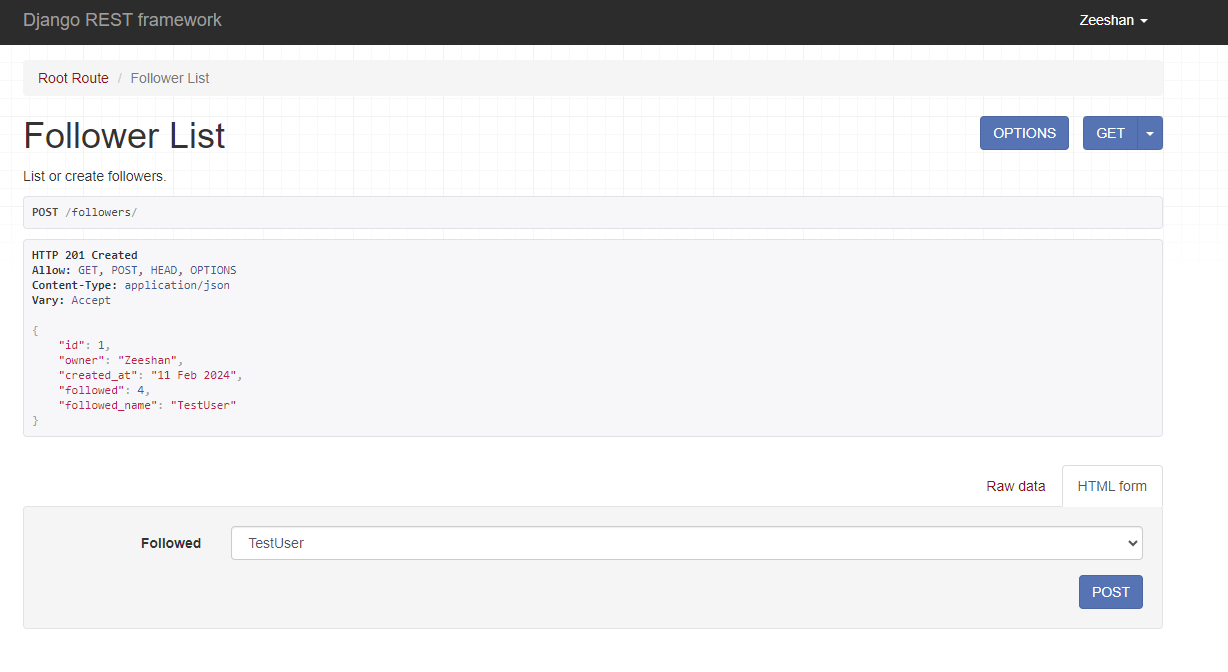 Django REST framework
Zeeshan
Root Route / Follower List
Follower List
OPTIONS
GET
List or create followers.
POST /followers/
HTTP 201 Created
Allow: GET, POST, HEAD, OPTIONS
Content-Type: application/json
Vary: Accept
{
    "id": 1,
    "owner": "Zeeshan",
    "created_at": "11 Feb 2024",
    "followed": 4,
    "followed_name": "TestUser"
}
Raw data
HTML form
Followed
TestUser
POST